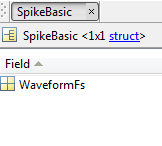 SpikeBasic
SpikeBasic <1x1 struct>
Field
WaveformFs